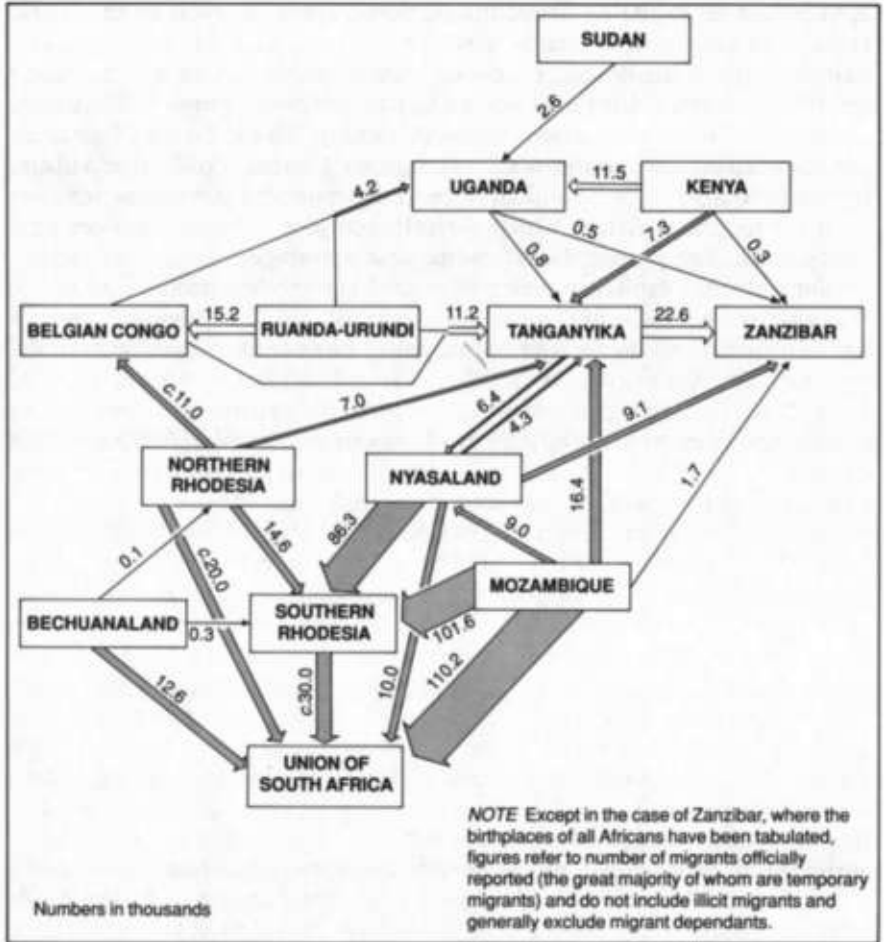 SUDAN
2.6
UGANDA
11.5
KENYA
4.2
0.8
0.5
7.3
0.3
BELGIAN CONGO
15.2
RUANDA-URUNDI
11.2
TANGANYIKA
22.6
ZANZIBAR
c.11.0
7.0
6.4
4.3
9.1
NORTHERN
RHODESIA
NYASALAND
16.4
1.7
0.1
14.6
86.3
9.0
c.20.0
MOZAMBIQUE
BECHUANALAND
0.3
SOUTHERN
RHODESIA
101.6
110.2
12.6
c.30.0
10.0
UNION OF
SOUTH AFRICA
NOTE Except in the case of Zanzibar, where the
birthplaces of all Africans have been tabulated,
figures refer to number of migrants officially
reported (the great majority of whom are temporary
migrants) and do not include illicit migrants and
generally exclude migrant dependants.
Numbers in thousands